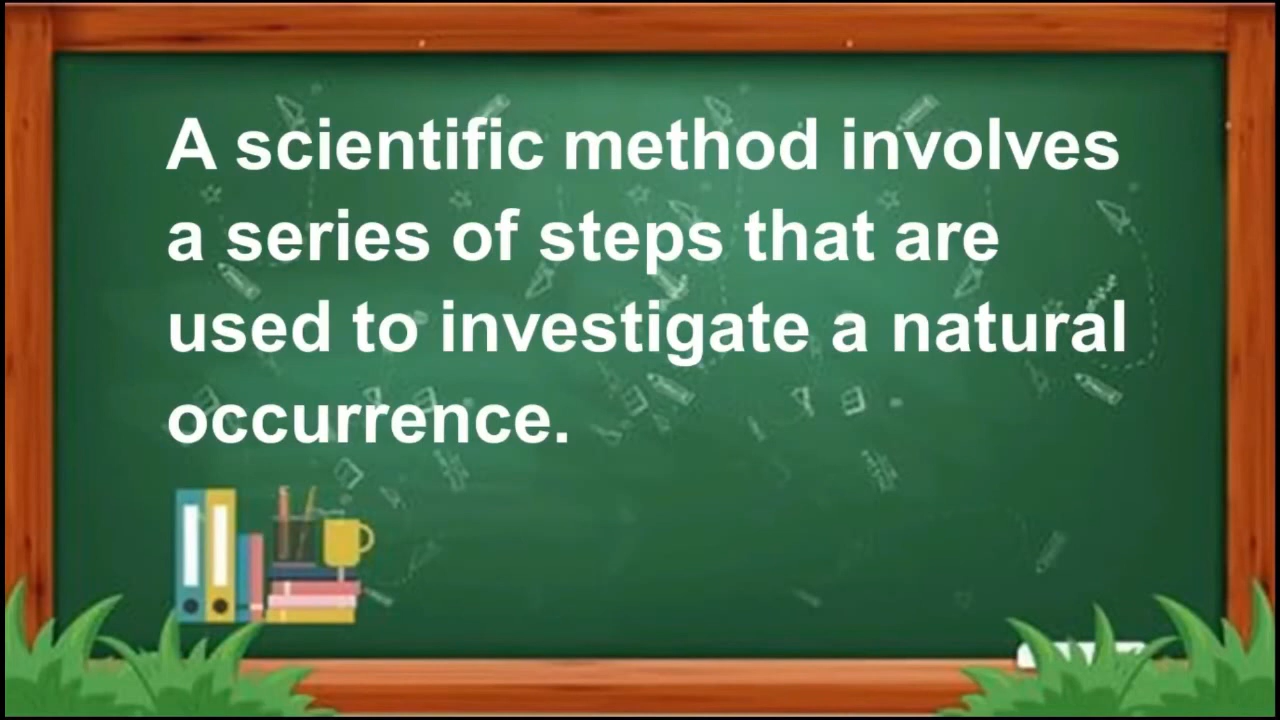 A scientific method involves
a series of steps that are
used to investigate a natural
occurrence.